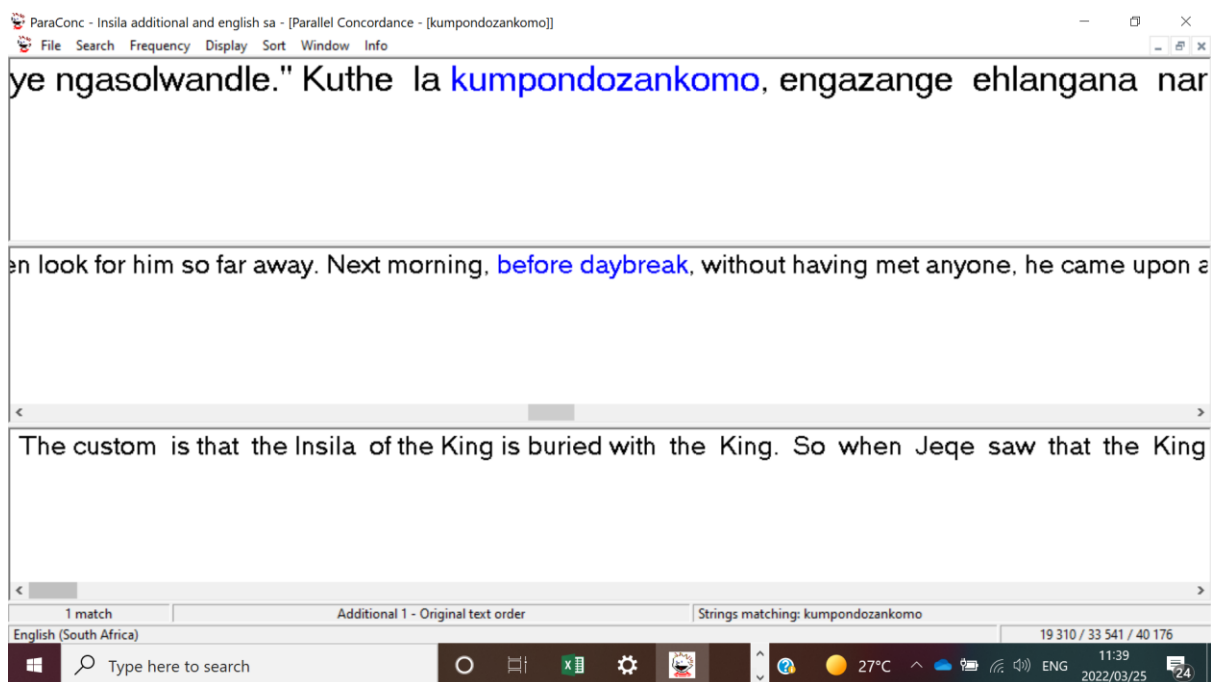 ParaConc - Insila additional and english sa - [Parallel Concordance - [kumpondozankomo]]
File Search Frequency Display Sort Window Info
ye ngasolwandle." Kuthe la kumpondozankomo, engazange ehlangana nar
en look for him so far away. Next morning, before daybreak, without having met anyone, he came upon a
The custom is that the Insila of the King is buried with the King. So when Jeqe saw that the King
1 match Additional 1 - Original text order Strings matching: kumpondozankomo
English (South Africa) 19 310 / 33 541 / 40 176
Type here to search 27°C ENG 11:39
2022/03/25 24